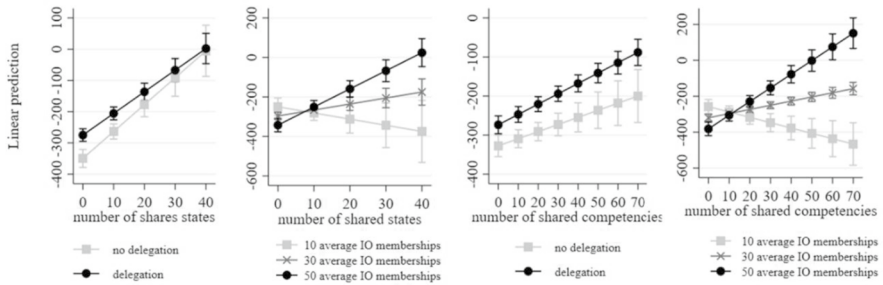 Linear prediction
100
0
-100
-200
-300
-400
0 10 20 30 40
number of shares states
no delegation
delegation
200
0
-200
-400
-600
0 10 20 30 40
number of shared states
10 average IO memberships
30 average IO memberships
50 average IO memberships
0
-100
-200
-300
-400
0 10 20 30 40 50 60 70
number of shared competencies
no delegation
delegation
200
0
-200
-400
-600
0 10 20 30 40 50 60 70
number of shared competencies
10 average IO memberships
30 average IO memberships
50 average IO memberships